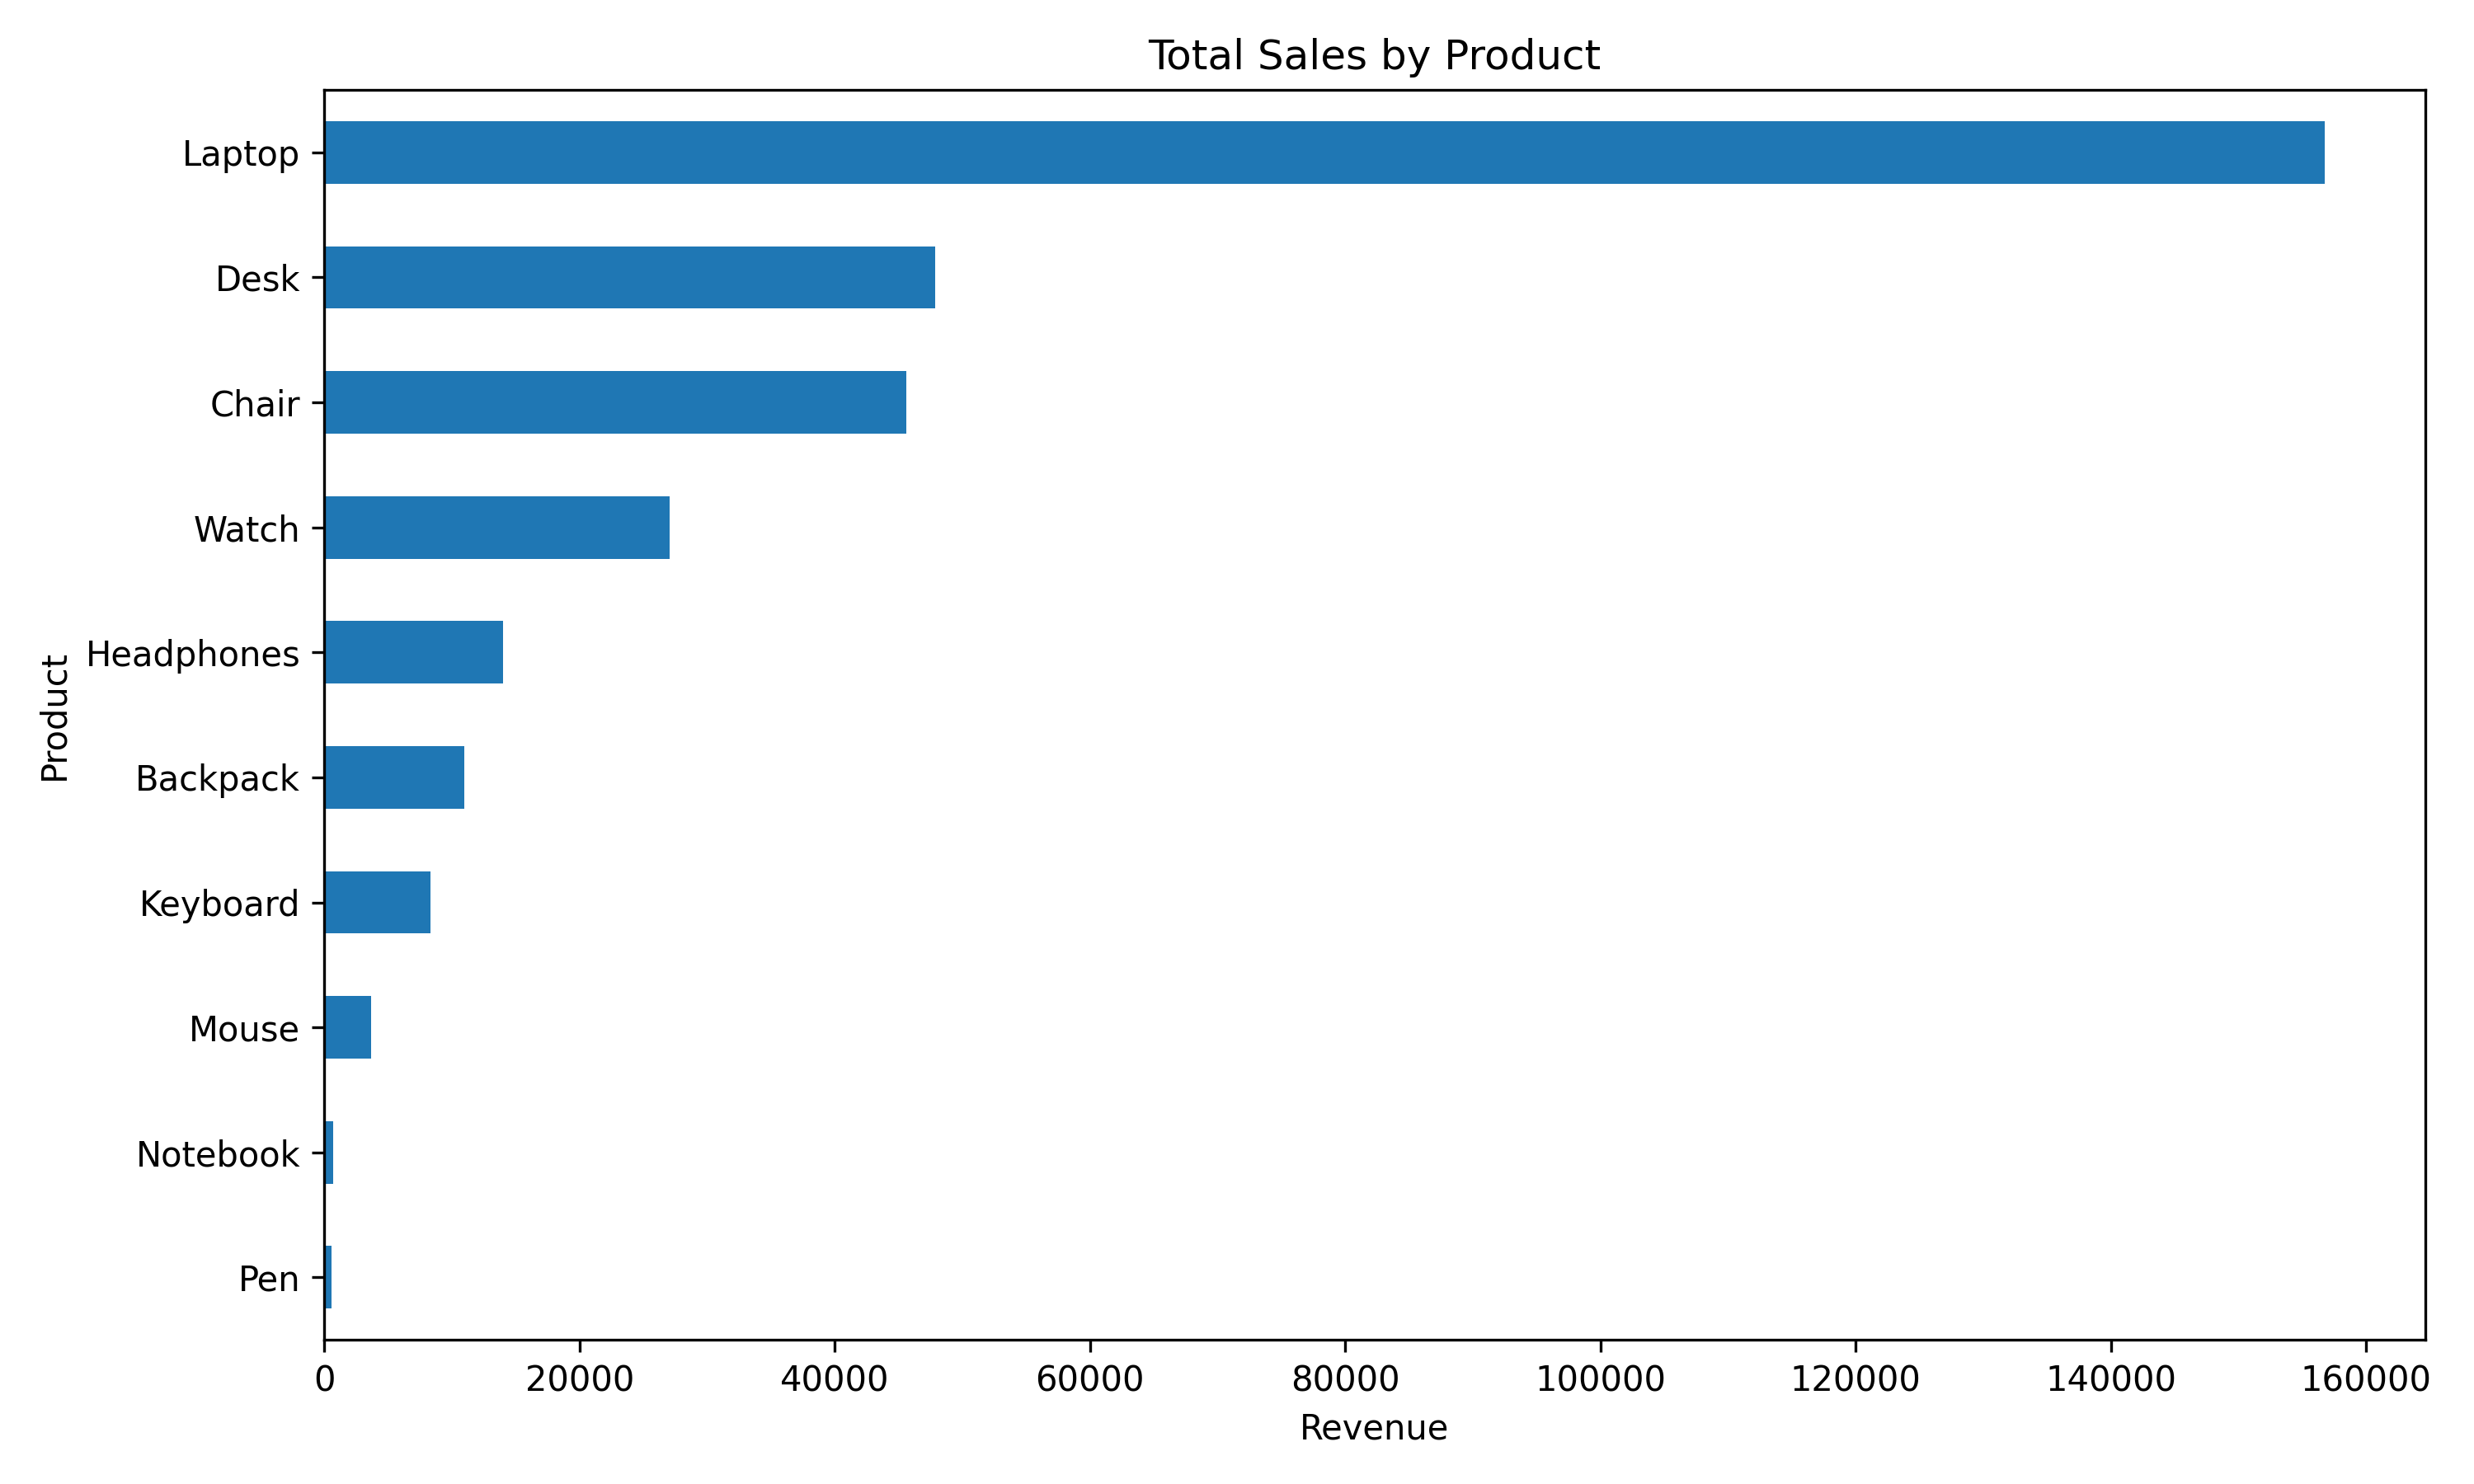 Total Sales by Product
Product
Laptop
Desk
Chair
Watch
Headphones
Backpack
Keyboard
Mouse
Notebook
Pen
0 20000 40000 60000 80000 100000 120000 140000 160000
Revenue